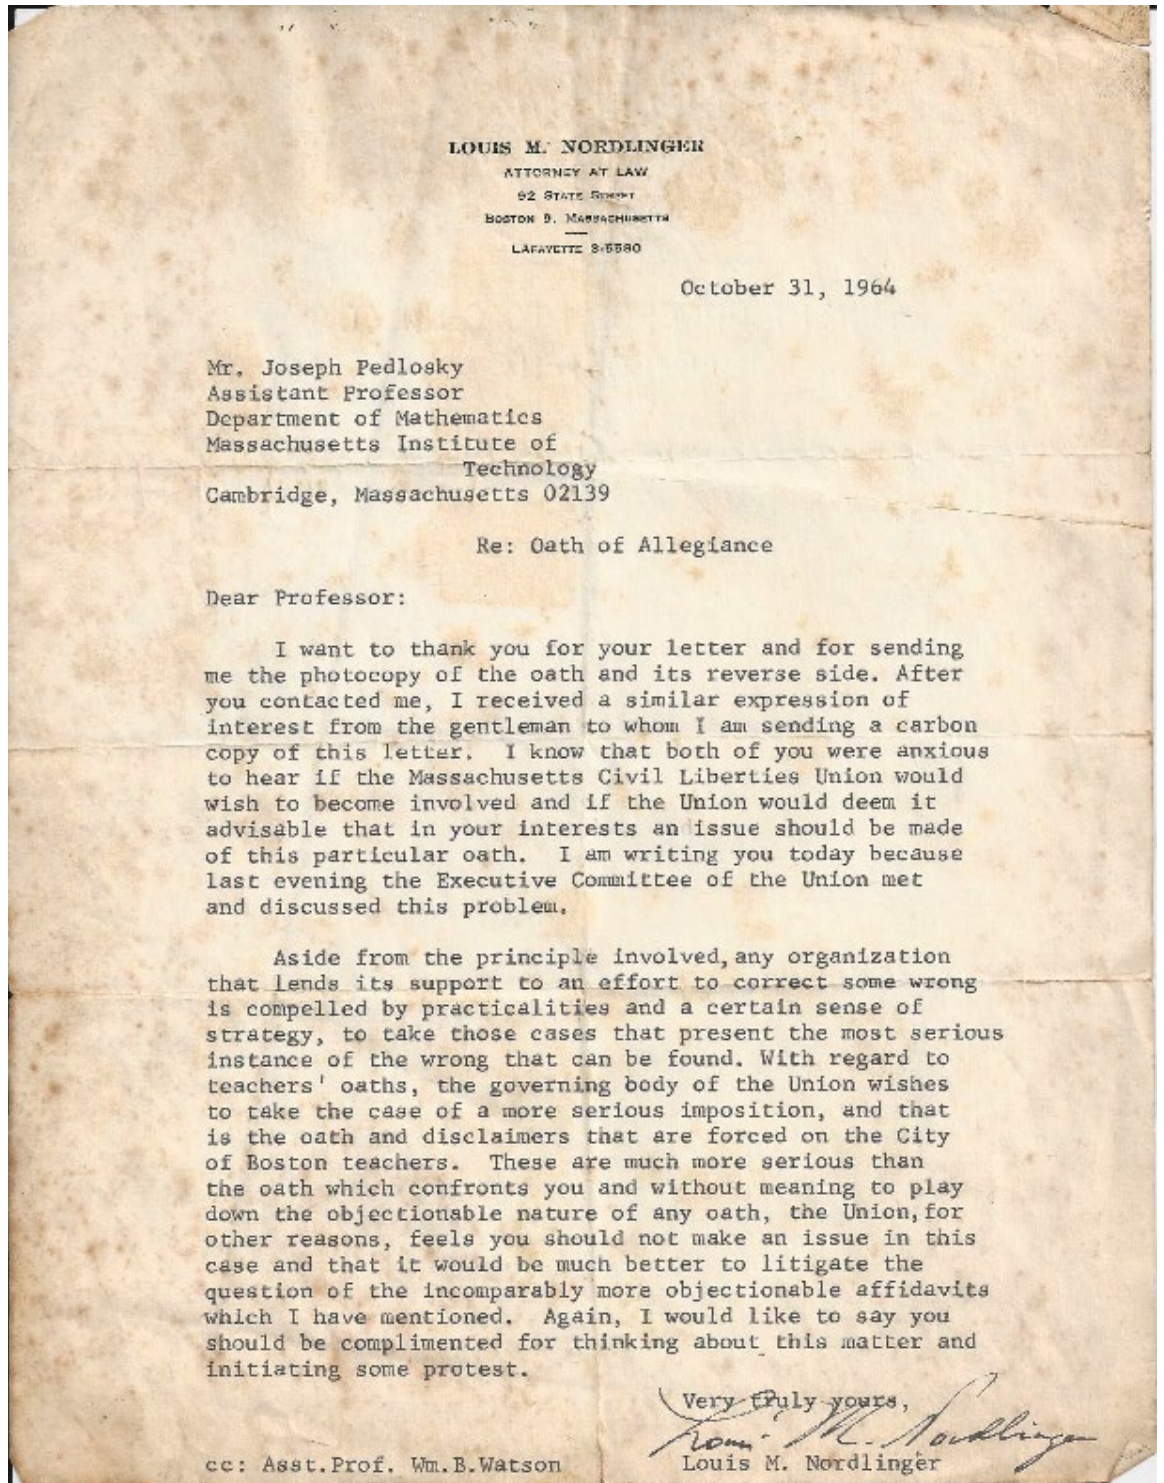 LOUIS M. NORDLINGER
ATTORNEY AT LAW
92 STATE STREET
BOSTON 9, MASSACHUSETTS
LAFAYETTE 3-5580
October 31, 1964
Mr. Joseph Pedlosky
Assistant Professor
Department of Mathematics
Massachusetts Institute of
Technology
Cambridge, Massachusetts 02139
Re: Oath of Allegiance
Dear Professor:
I want to thank you for your letter and for sending
me the photocopy of the oath and its reverse side. After
you contacted me, I received a similar expression of
interest from the gentleman to whom I am sending a carbon
copy of this letter. I know that both of you were anxious
to hear if the Massachusetts Civil Liberties Union would
wish to become involved and if the Union would deem it
advisable that in your interests an issue should be made
of this particular oath. I am writing you today because
last evening the Executive Committee of the Union met
and discussed this problem.
Aside from the principle involved, any organization
that lends its support to an effort to correct some wrong
is compelled by practicalities and a certain sense of
strategy, to take those cases that present the most serious
instance of the wrong that can be found. With regard to
teachers' oaths, the governing body of the Union wishes
to take the case of a more serious imposition, and that
is the oath and disclaimers that are forced on the City
of Boston teachers. These are much more serious than
the oath which confronts you and without meaning to play
down the objectionable nature of any oath, the Union, for
other reasons, feels you should not make an issue in this
case and that it would be much better to litigate the
question of the incomparably more objectionable affidavits
which I have mentioned. Again, I would like to say you
should be complimented for thinking about this matter and
initiating some protest.
Very truly yours,
Louis M. Nordlinger
Louis M. Nordlinger
cc: Asst.Prof. Wm.B.Watson